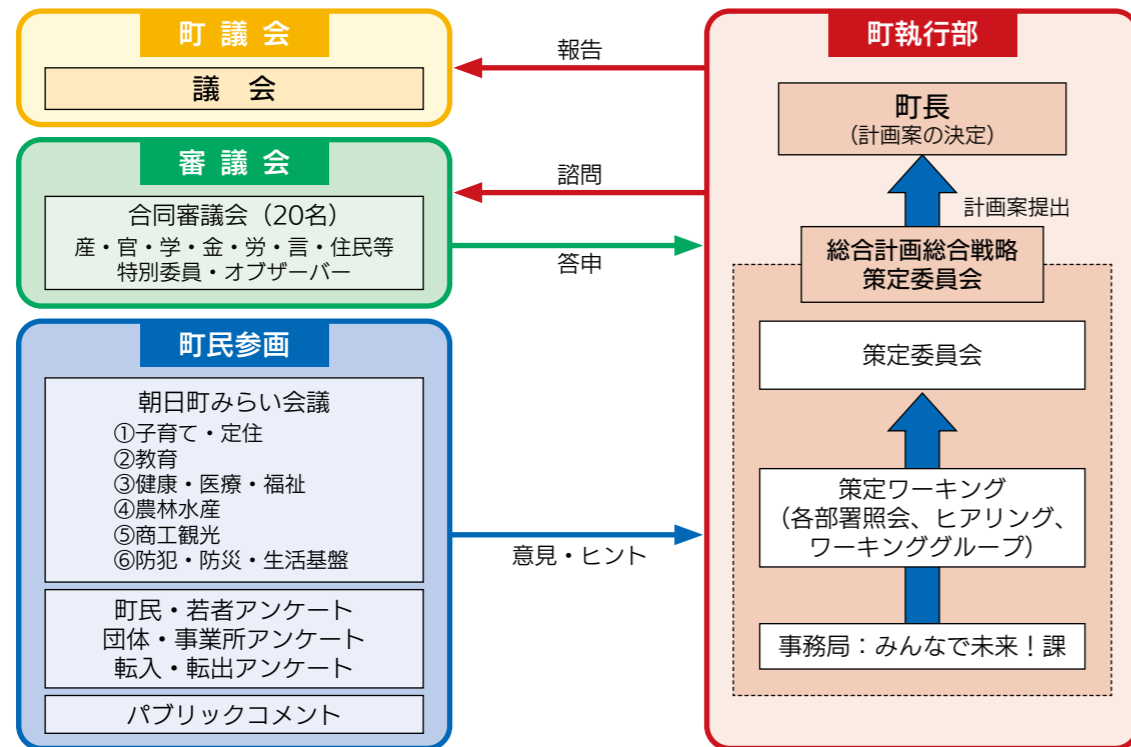 町議会
議　会
審議会
合同審議会（20名）
産・官・学・金・労・言・住民等
特別委員・オブザーバー
町民参画
朝日町みらい会議
①子育て・定住
②教育
③健康・医療・福祉
④農林水産
⑤商工観光
⑥防犯・防災・生活基盤
町民・若者アンケート
団体・事業所アンケート
転入・転出アンケート
パブリックコメント
報告
諮問
答申
意見・ヒント
町執行部
町長
（計画案の決定）
計画案提出
総合計画総合戦略
策定委員会
策定委員会
策定ワーキング
（各部署照会、ヒアリング、
ワーキンググループ）
事務局：みんなで未来！課